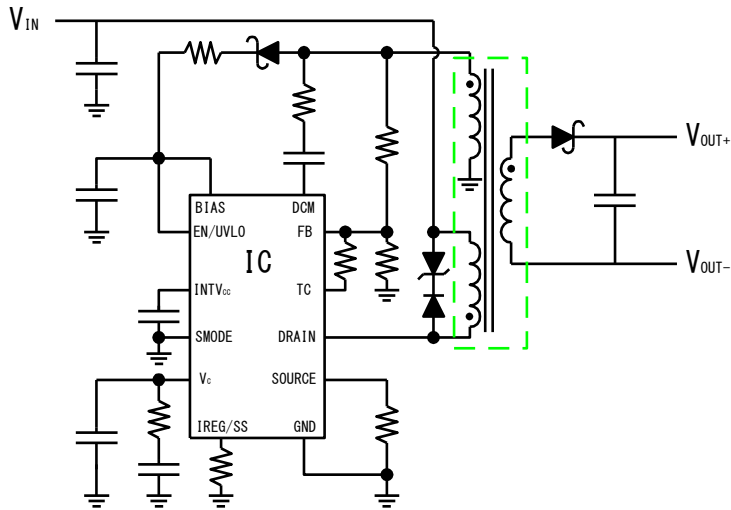 VIN
VOUT+
BIAS DCM
EN/UVLO FB
IC
INTVcc TC
SMODE DRAIN
VOUT-
Vc SOURCE
IREG/SS GND